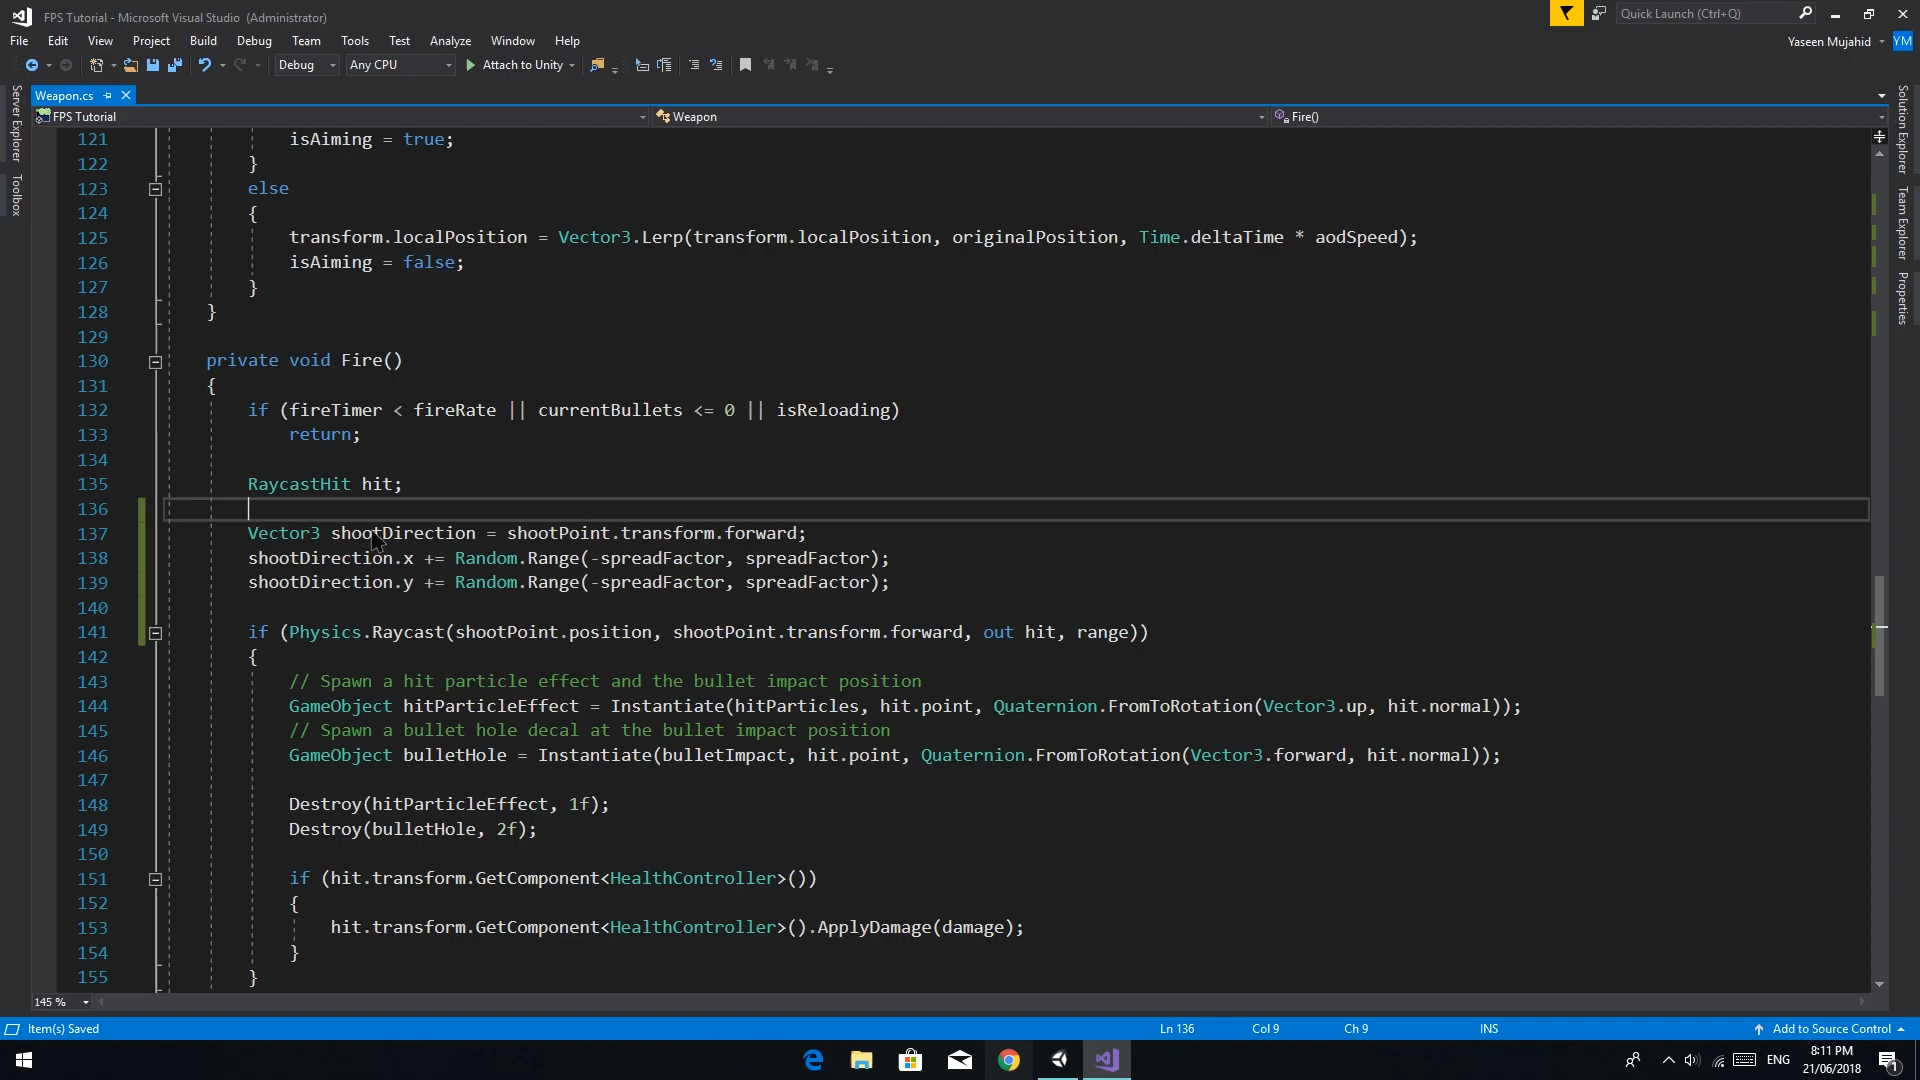 FPS Tutorial - Microsoft Visual Studio (Administrator)
Quick Launch (Ctrl+Q)
File Edit View Project Build Debug Team Tools Test Analyze Window Help
Yaseen Mujahid YM
Debug Any CPU Attach to Unity
Weapon.cs
FPS Tutorial Weapon Fire()
Server Explorer
Toolbox
Solution Explorer
Team Explorer
Properties
121 isAiming = true;
122 }
123 else
124 {
125 transform.localPosition = Vector3.Lerp(transform.localPosition, originalPosition, Time.deltaTime * aodSpeed);
126 isAiming = false;
127 }
128 }
129
130 private void Fire()
131 {
132 if (fireTimer < fireRate || currentBullets <= 0 || isReloading)
133 return;
134
135 RaycastHit hit;
136
137 Vector3 shootDirection = shootPoint.transform.forward;
138 shootDirection.x += Random.Range(-spreadFactor, spreadFactor);
139 shootDirection.y += Random.Range(-spreadFactor, spreadFactor);
140
141 if (Physics.Raycast(shootPoint.position, shootPoint.transform.forward, out hit, range))
142 {
143 // Spawn a hit particle effect and the bullet impact position
144 GameObject hitParticleEffect = Instantiate(hitParticles, hit.point, Quaternion.FromToRotation(Vector3.up, hit.normal));
145 // Spawn a bullet hole decal at the bullet impact position
146 GameObject bulletHole = Instantiate(bulletImpact, hit.point, Quaternion.FromToRotation(Vector3.forward, hit.normal));
147
148 Destroy(hitParticleEffect, 1f);
149 Destroy(bulletHole, 2f);
150
151 if (hit.transform.GetComponent<HealthController>())
152 {
153 hit.transform.GetComponent<HealthController>().ApplyDamage(damage);
154 }
155 }
145 %
Item(s) Saved Ln 136 Col 9 Ch 9 INS Add to Source Control
ENG 8:11 PM
21/06/2018
1